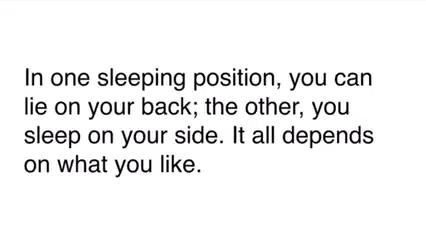 In one sleeping position, you can
lie on your back; the other, you
sleep on your side. It all depends
on what you like.